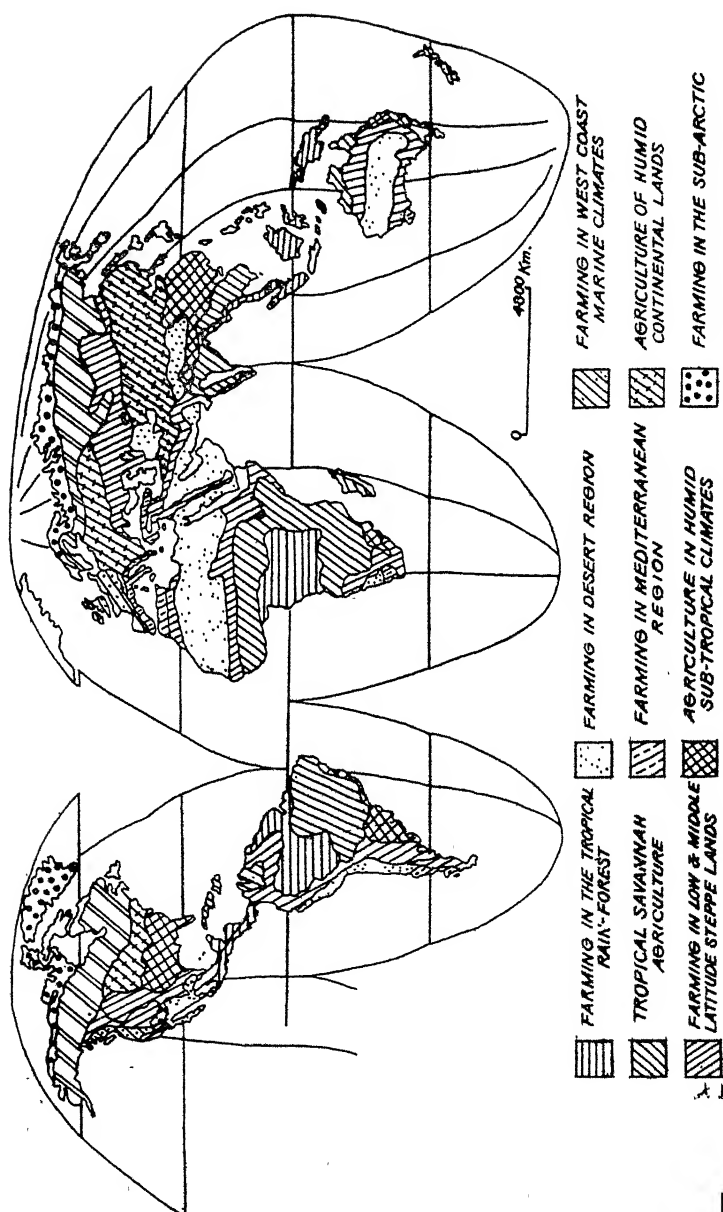 0 4800 Km.
FARMING IN THE TROPICAL
RAIN-FOREST
FARMING IN DESERT REGION
FARMING IN WEST COAST
MARINE CLIMATES
TROPICAL SAVANNAH
AGRICULTURE
FARMING IN MEDITERRANEAN
REGION
AGRICULTURE OF HUMID
CONTINENTAL LANDS
FARMING IN LOW & MIDDLE
LATITUDE STEPPE LANDS
AGRICULTURE IN HUMID
SUB-TROPICAL CLIMATES
FARMING IN THE SUB-ARCTIC